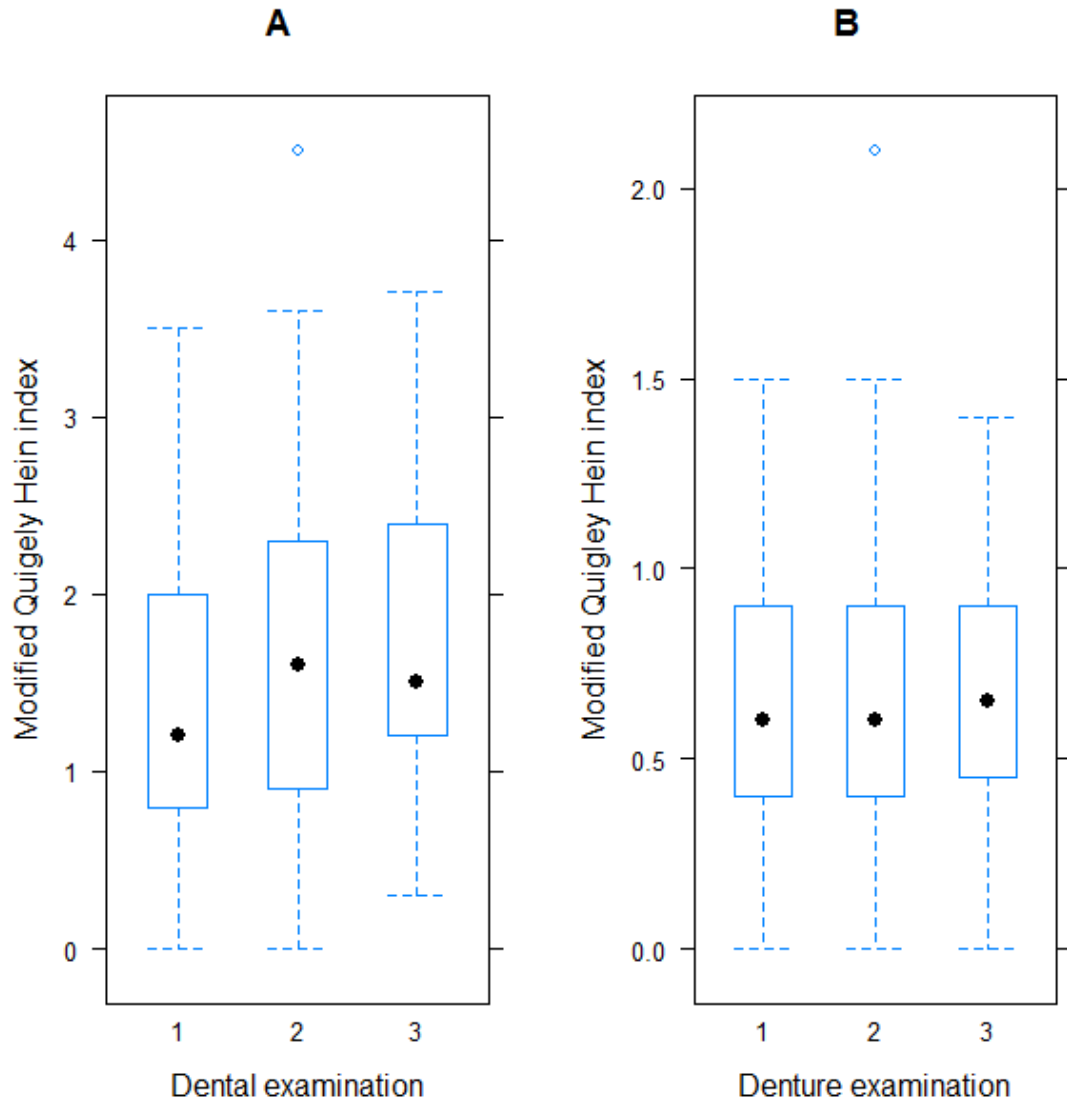 A
Modified Quigely Hein index
4
3
2
1
0
1 2 3
Dental examination
B
Modified Quigley Hein index
2.0
1.5
1.0
0.5
0.0
1 2 3
Denture examination